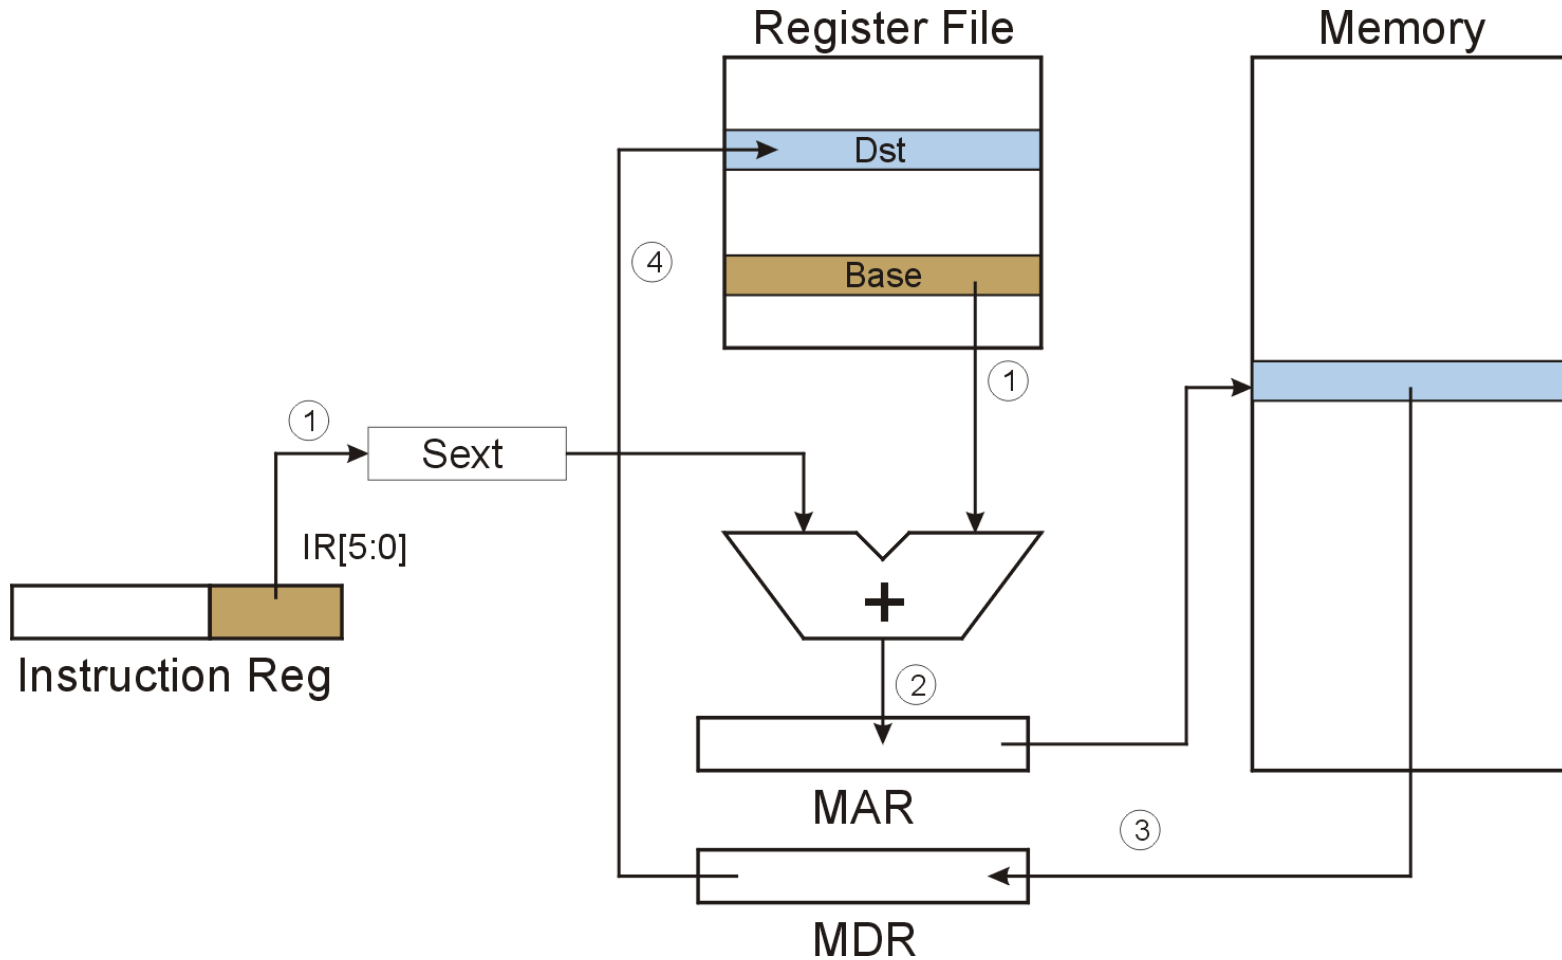 Register File
Memory
Dst
4
Base
1
1
Sext
IR[5:0]
+
Instruction Reg
2
MAR
3
MDR